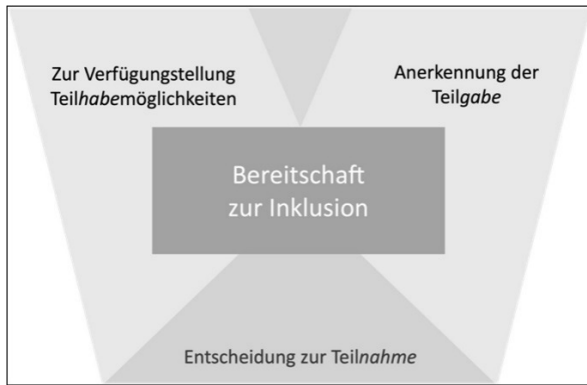 Zur Verfügungstellung
Teilhabemöglichkeiten
Anerkennung der
Teilgabe
Bereitschaft
zur Inklusion
Entscheidung zur Teilnahme